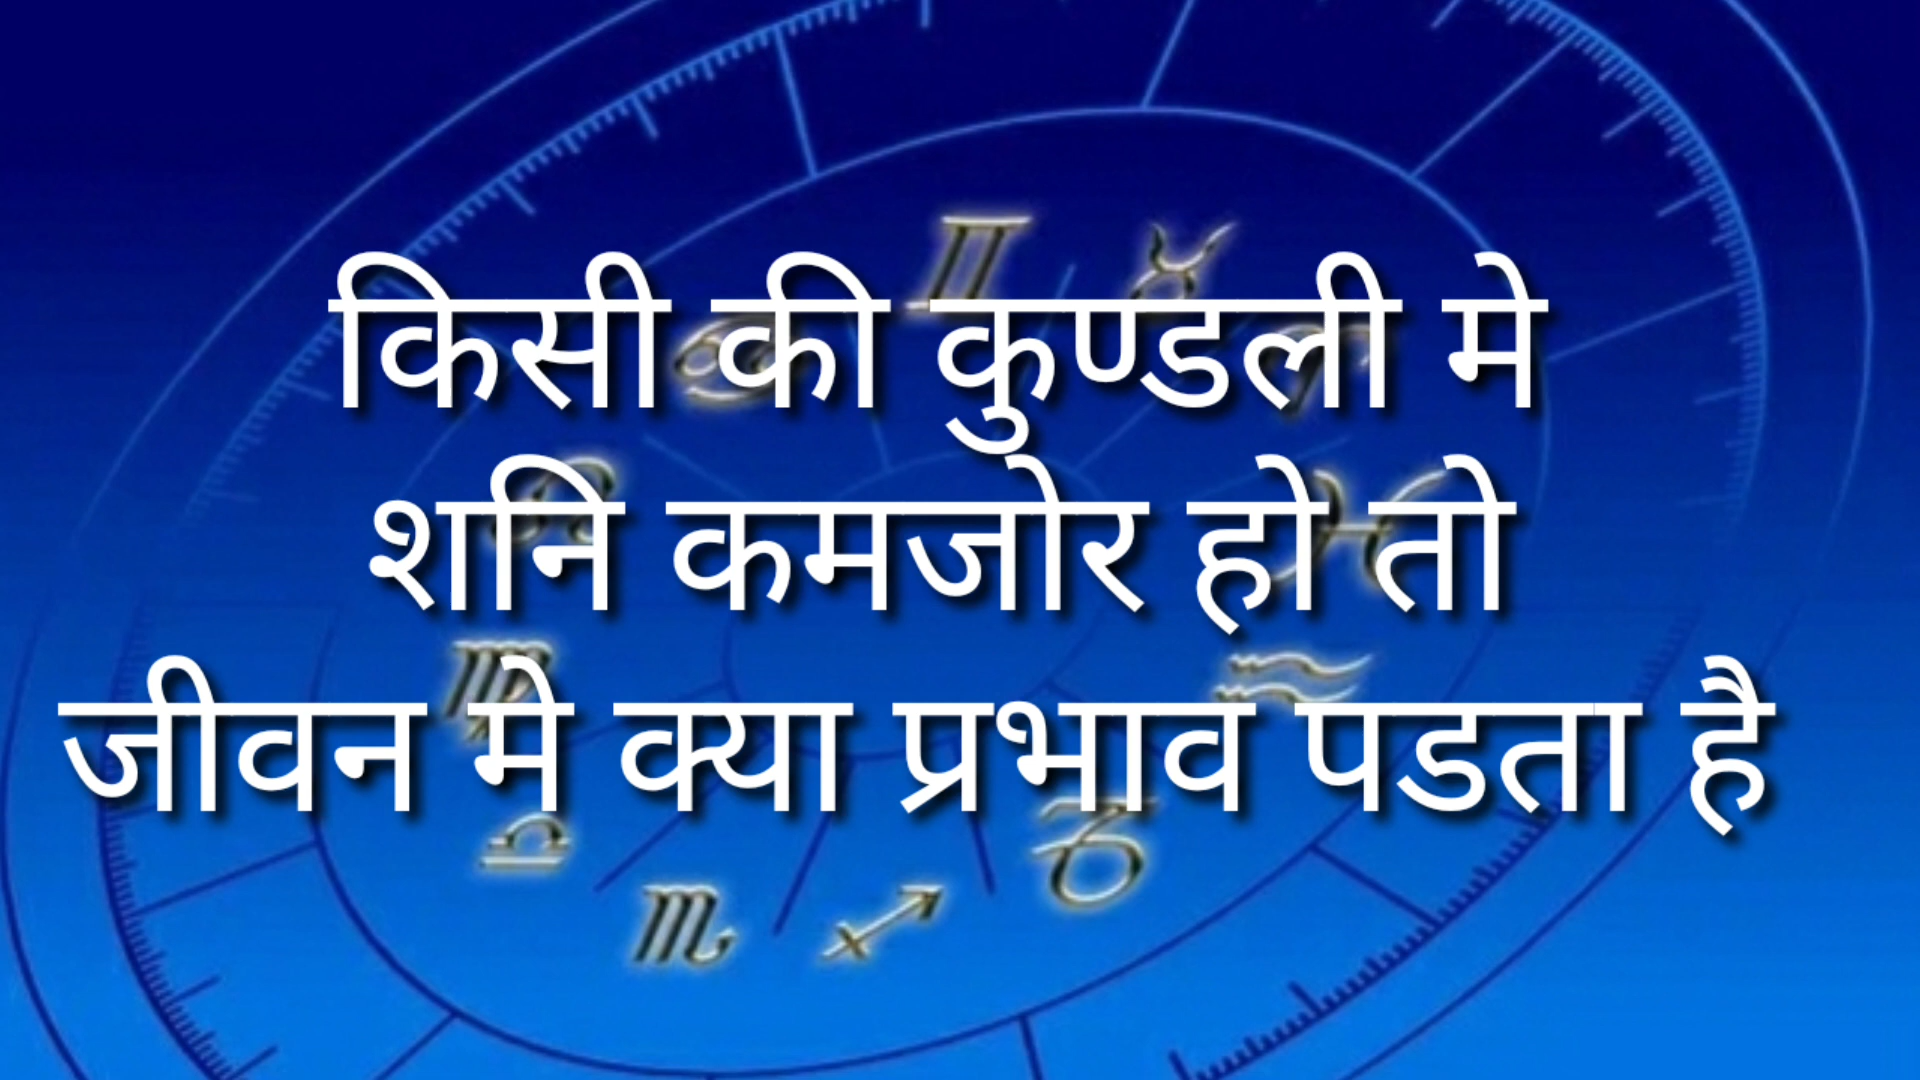 किसी की कुण्डली मे
शनि कमजोर हो तो
जीवन मे क्या प्रभाव पडता है